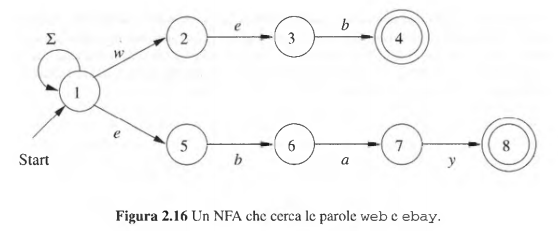 Σ
w
2
e
3
b
4
1
Start
e
5
b
6
a
7
y
8
Figura 2.16 Un NFA che cerca le parole web e ebay.